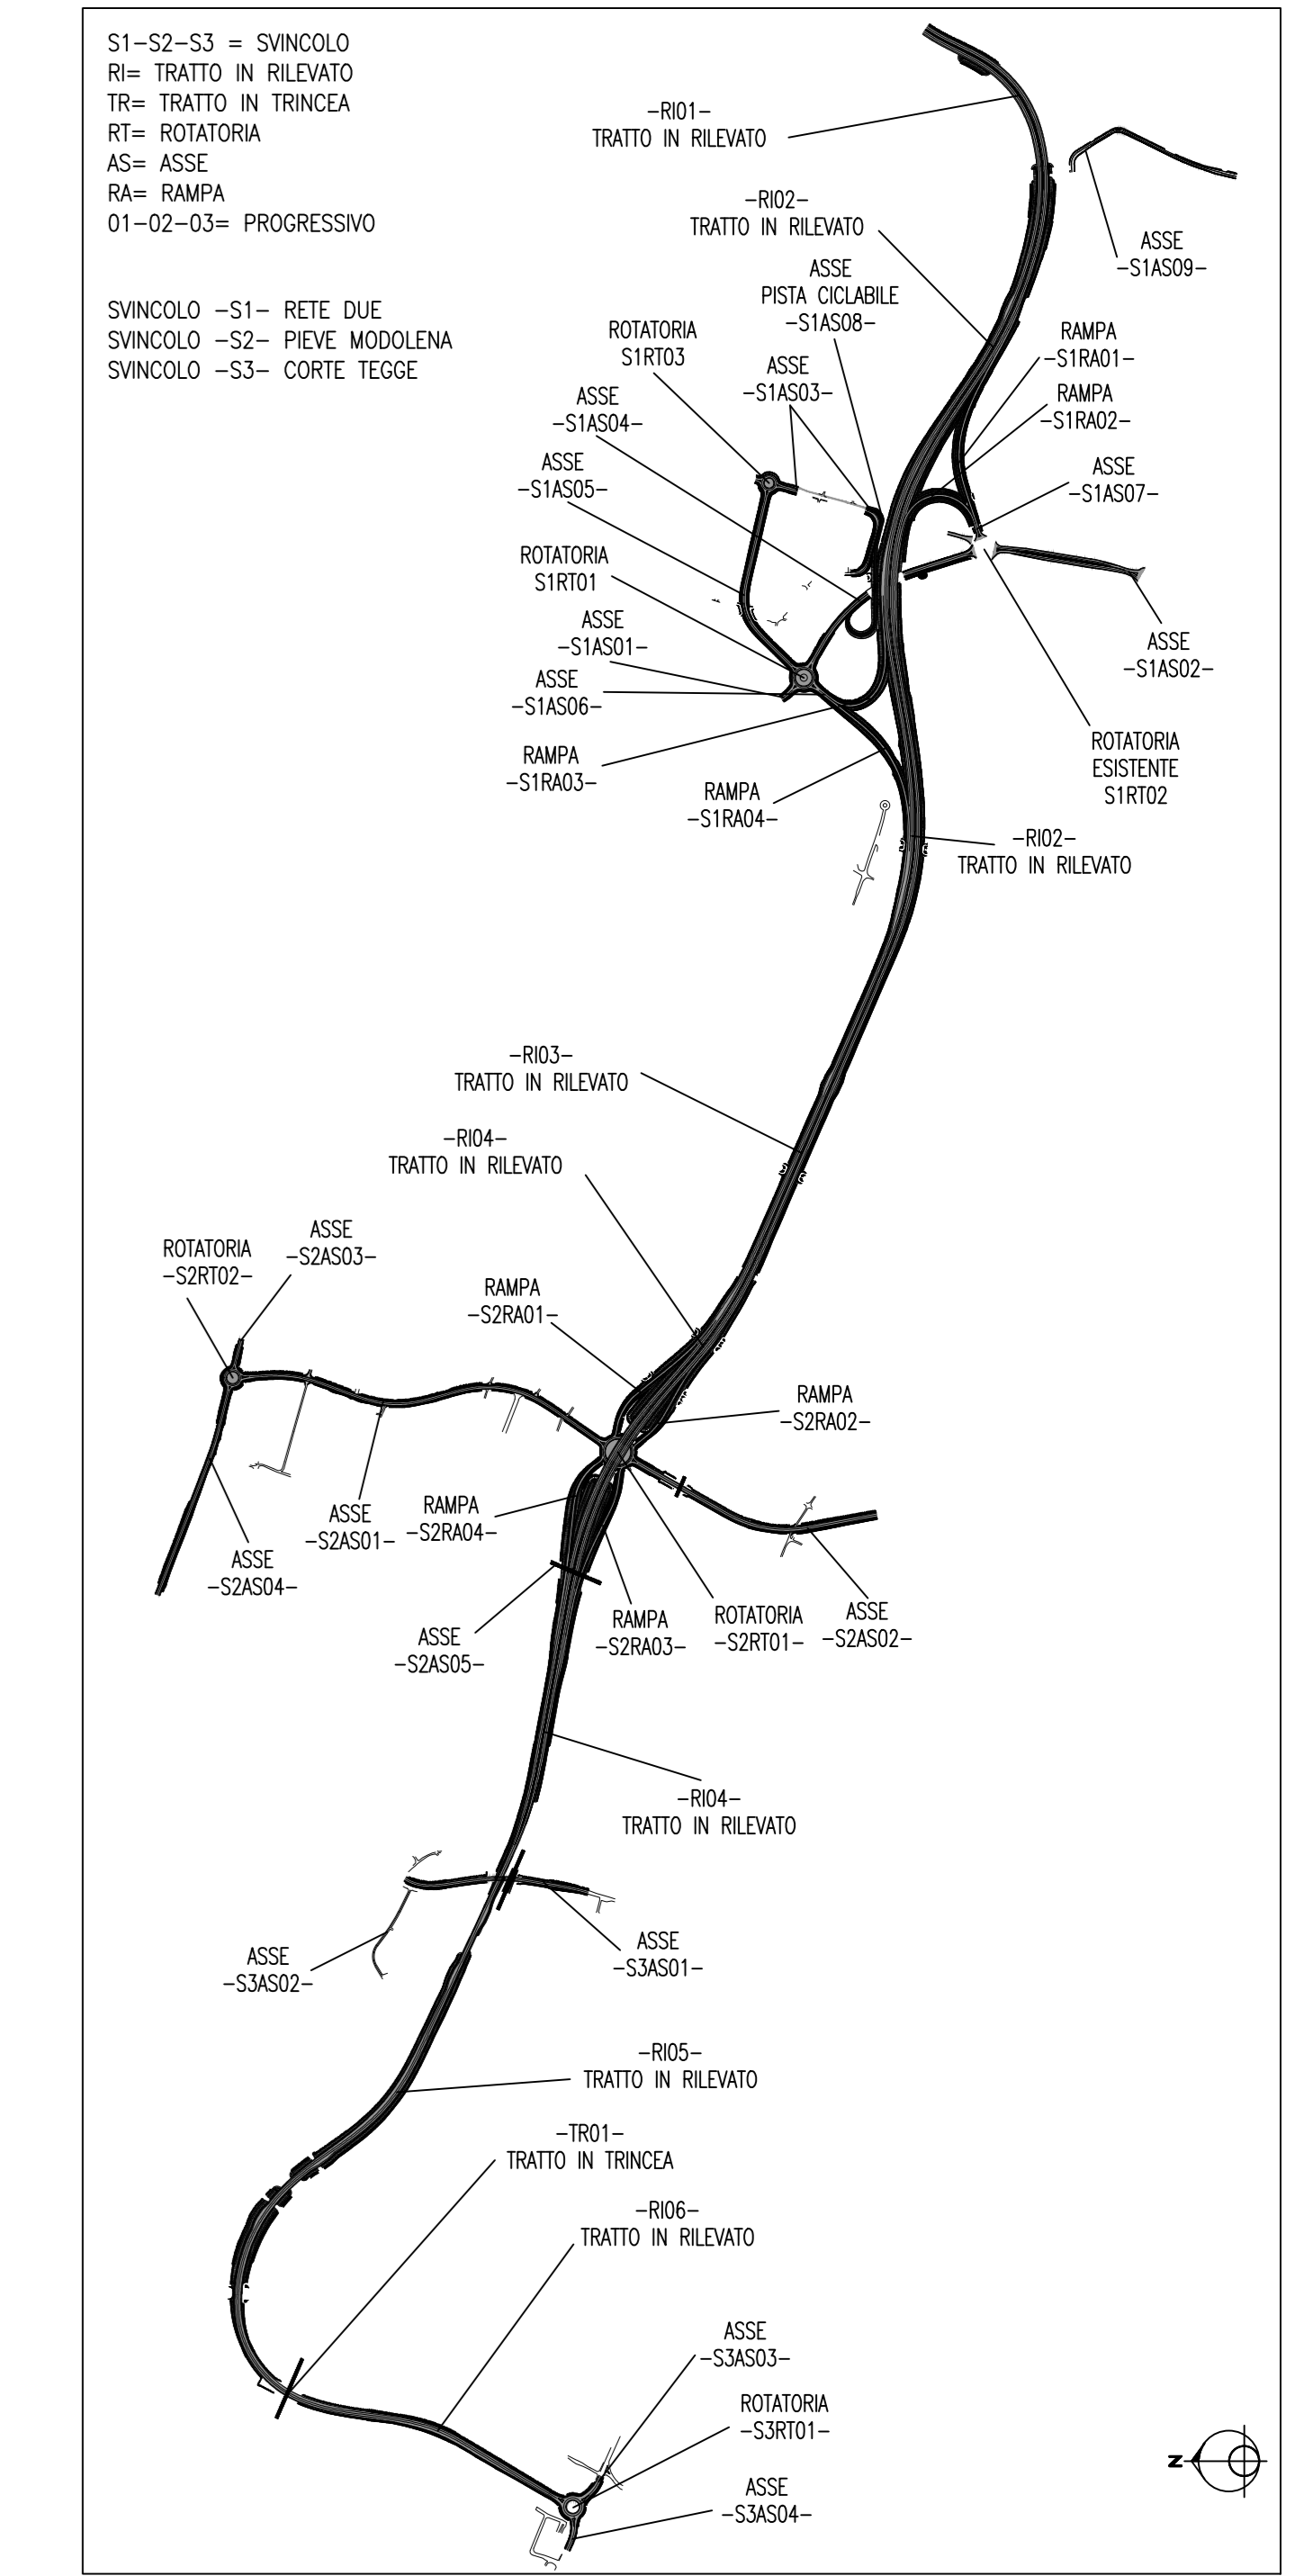 S1-S2-S3 = SVINCOLO
RI= TRATTO IN RILEVATO
TR= TRATTO IN TRINCEA
RT= ROTATORIA
AS= ASSE
RA= RAMPA
01-02-03= PROGRESSIVO
SVINCOLO -S1- RETE DUE
SVINCOLO -S2- PIEVE MODOLENA
SVINCOLO -S3- CORTE TEGGE
-RI01-
TRATTO IN RILEVATO
-RI02-
TRATTO IN RILEVATO
ASSE
-S1AS09-
ASSE
PISTA CICLABILE
-S1AS08-
ROTATORIA
S1RT03
ASSE
-S1AS03-
RAMPA
-S1RA01-
RAMPA
-S1RA02-
ASSE
-S1AS04-
ASSE
-S1AS05-
ASSE
-S1AS07-
ROTATORIA
S1RT01
ASSE
-S1AS01-
ASSE
-S1AS02-
ASSE
-S1AS06-
RAMPA
-S1RA03-
RAMPA
-S1RA04-
ROTATORIA
ESISTENTE
S1RT02
-RI02-
TRATTO IN RILEVATO
-RI03-
TRATTO IN RILEVATO
-RI04-
TRATTO IN RILEVATO
ROTATORIA
-S2RT02-
ASSE
-S2AS03-
RAMPA
-S2RA01-
RAMPA
-S2RA02-
ASSE
-S2AS01-
RAMPA
-S2RA04-
ASSE
-S2AS04-
ASSE
-S2AS05-
RAMPA
-S2RA03-
ROTATORIA
-S2RT01-
ASSE
-S2AS02-
-RI04-
TRATTO IN RILEVATO
ASSE
-S3AS02-
ASSE
-S3AS01-
-RI05-
TRATTO IN RILEVATO
-TR01-
TRATTO IN TRINCEA
-RI06-
TRATTO IN RILEVATO
ASSE
-S3AS03-
ROTATORIA
-S3RT01-
ASSE
-S3AS04-
N